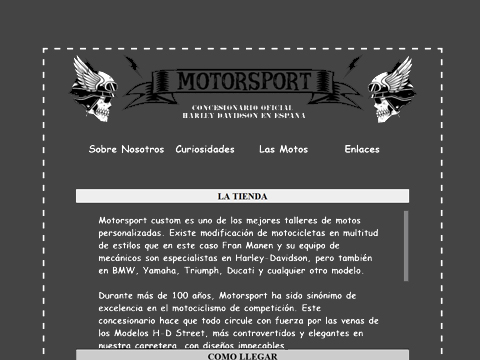 MOTORSPORT
CONCESIONARIO OFICIAL
HARLEY DAVIDSON EN ESPAÑA
Sobre Nosotros Curiosidades Las Motos Enlaces
LA TIENDA
Motorsport custom es uno de los mejores talleres de motos
personalizadas. Existe modificación de motocicletas en multitud
de estilos que en este caso Fran Manen y su equipo de
mecánicos son especialistas en Harley-Davidson, pero también
en BMW, Yamaha, Triumph, Ducati y cualquier otro modelo.
Durante más de 100 años, Motorsport ha sido sinónimo de
excelencia en el motociclismo de competición. Este
concesionario hace que todo circule con fuerza por las venas de
los Modelos H-D Street, más controvertidos y elegantes en
nuestra carretera, con diseños impecables
COMO LLEGAR